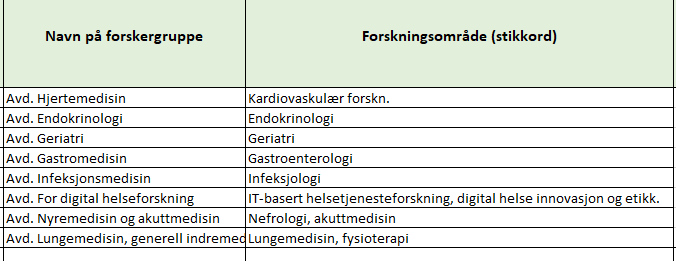 Navn på forskergruppe Forskningsområde (stikkord)
Avd. Hjertemedisin Kardiovaskulær forskn.
Avd. Endokrinologi Endokrinologi
Avd. Geriatri Geriatri
Avd. Gastromedisin Gastroenterologi
Avd. Infeksjonsmedisin Infeksjologi
Avd. For digital helseforskning IT-basert helsetjenesteforskning, digital helse innovasjon og etikk.
Avd. Nyremedisin og akuttmedisin Nefrologi, akuttmedisin
Avd. Lungemedisin, generell indremed Lungemedisin, fysioterapi